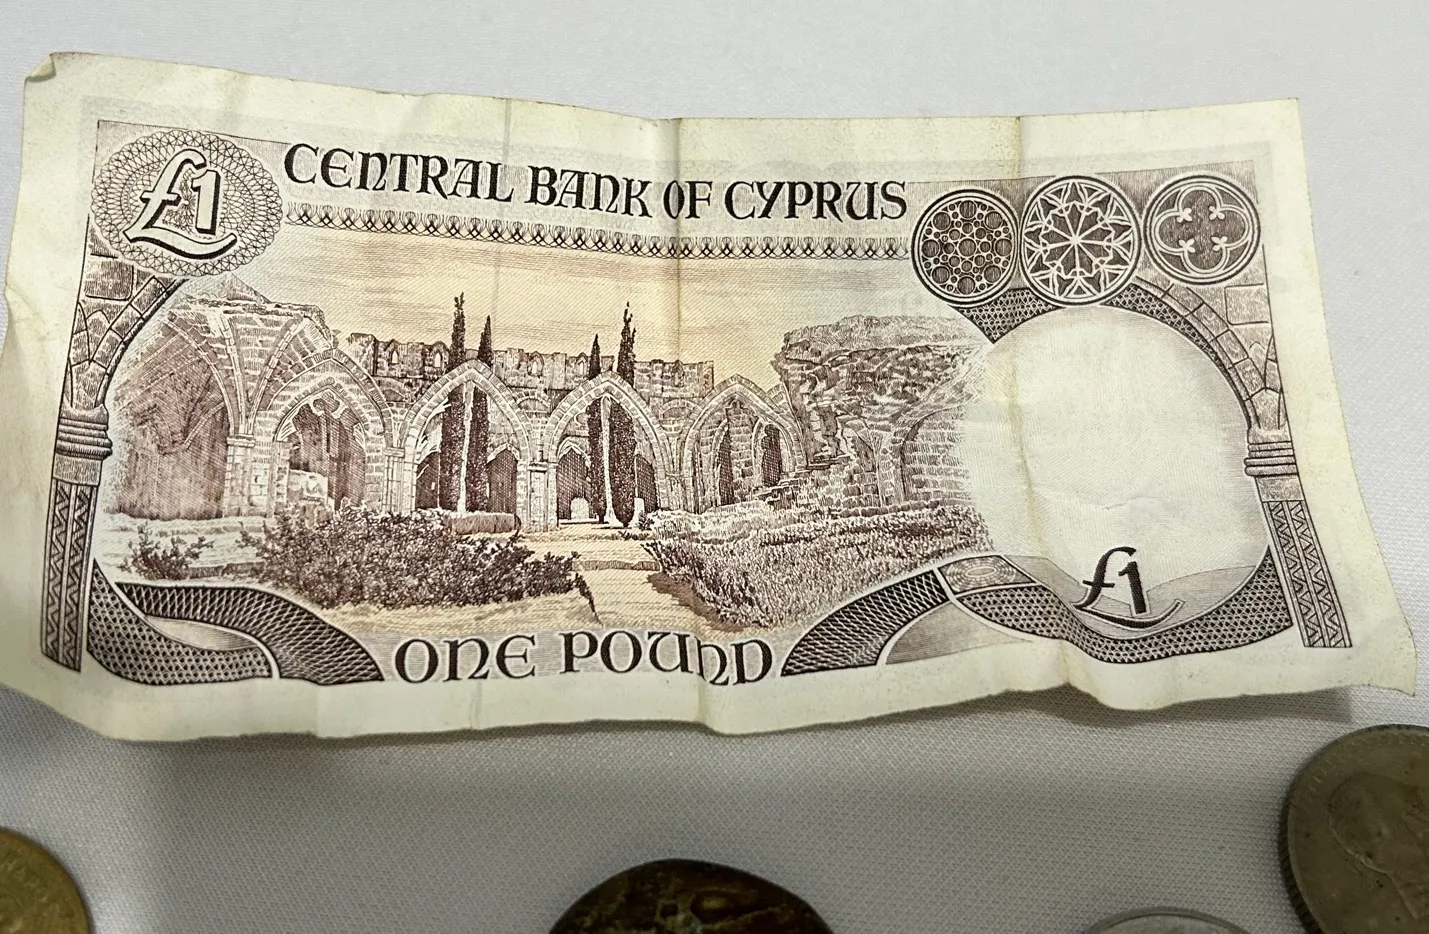 £1
CENTRAL BANK OF CYPRUS
£1
ONE POUND